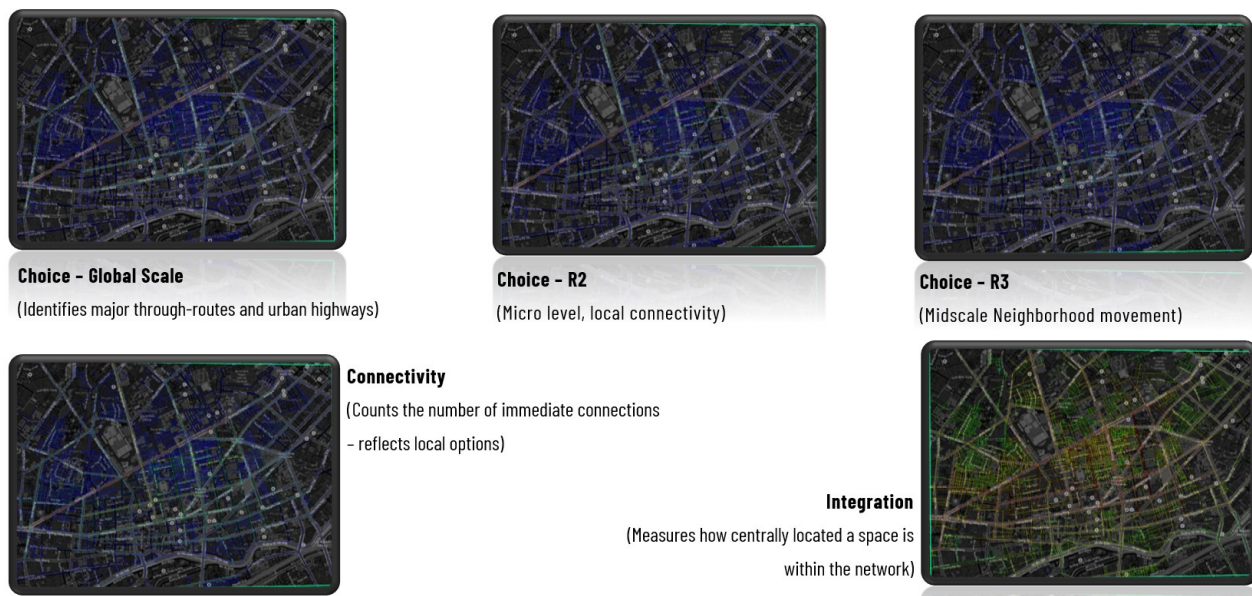 Choice – Global Scale
(Identifies major through-routes and urban highways)
Choice – R2
(Micro level, local connectivity)
Choice – R3
(Midscale Neighborhood movement)
Connectivity
(Counts the number of immediate connections
– reflects local options)
Integration
(Measures how centrally located a space is
within the network)